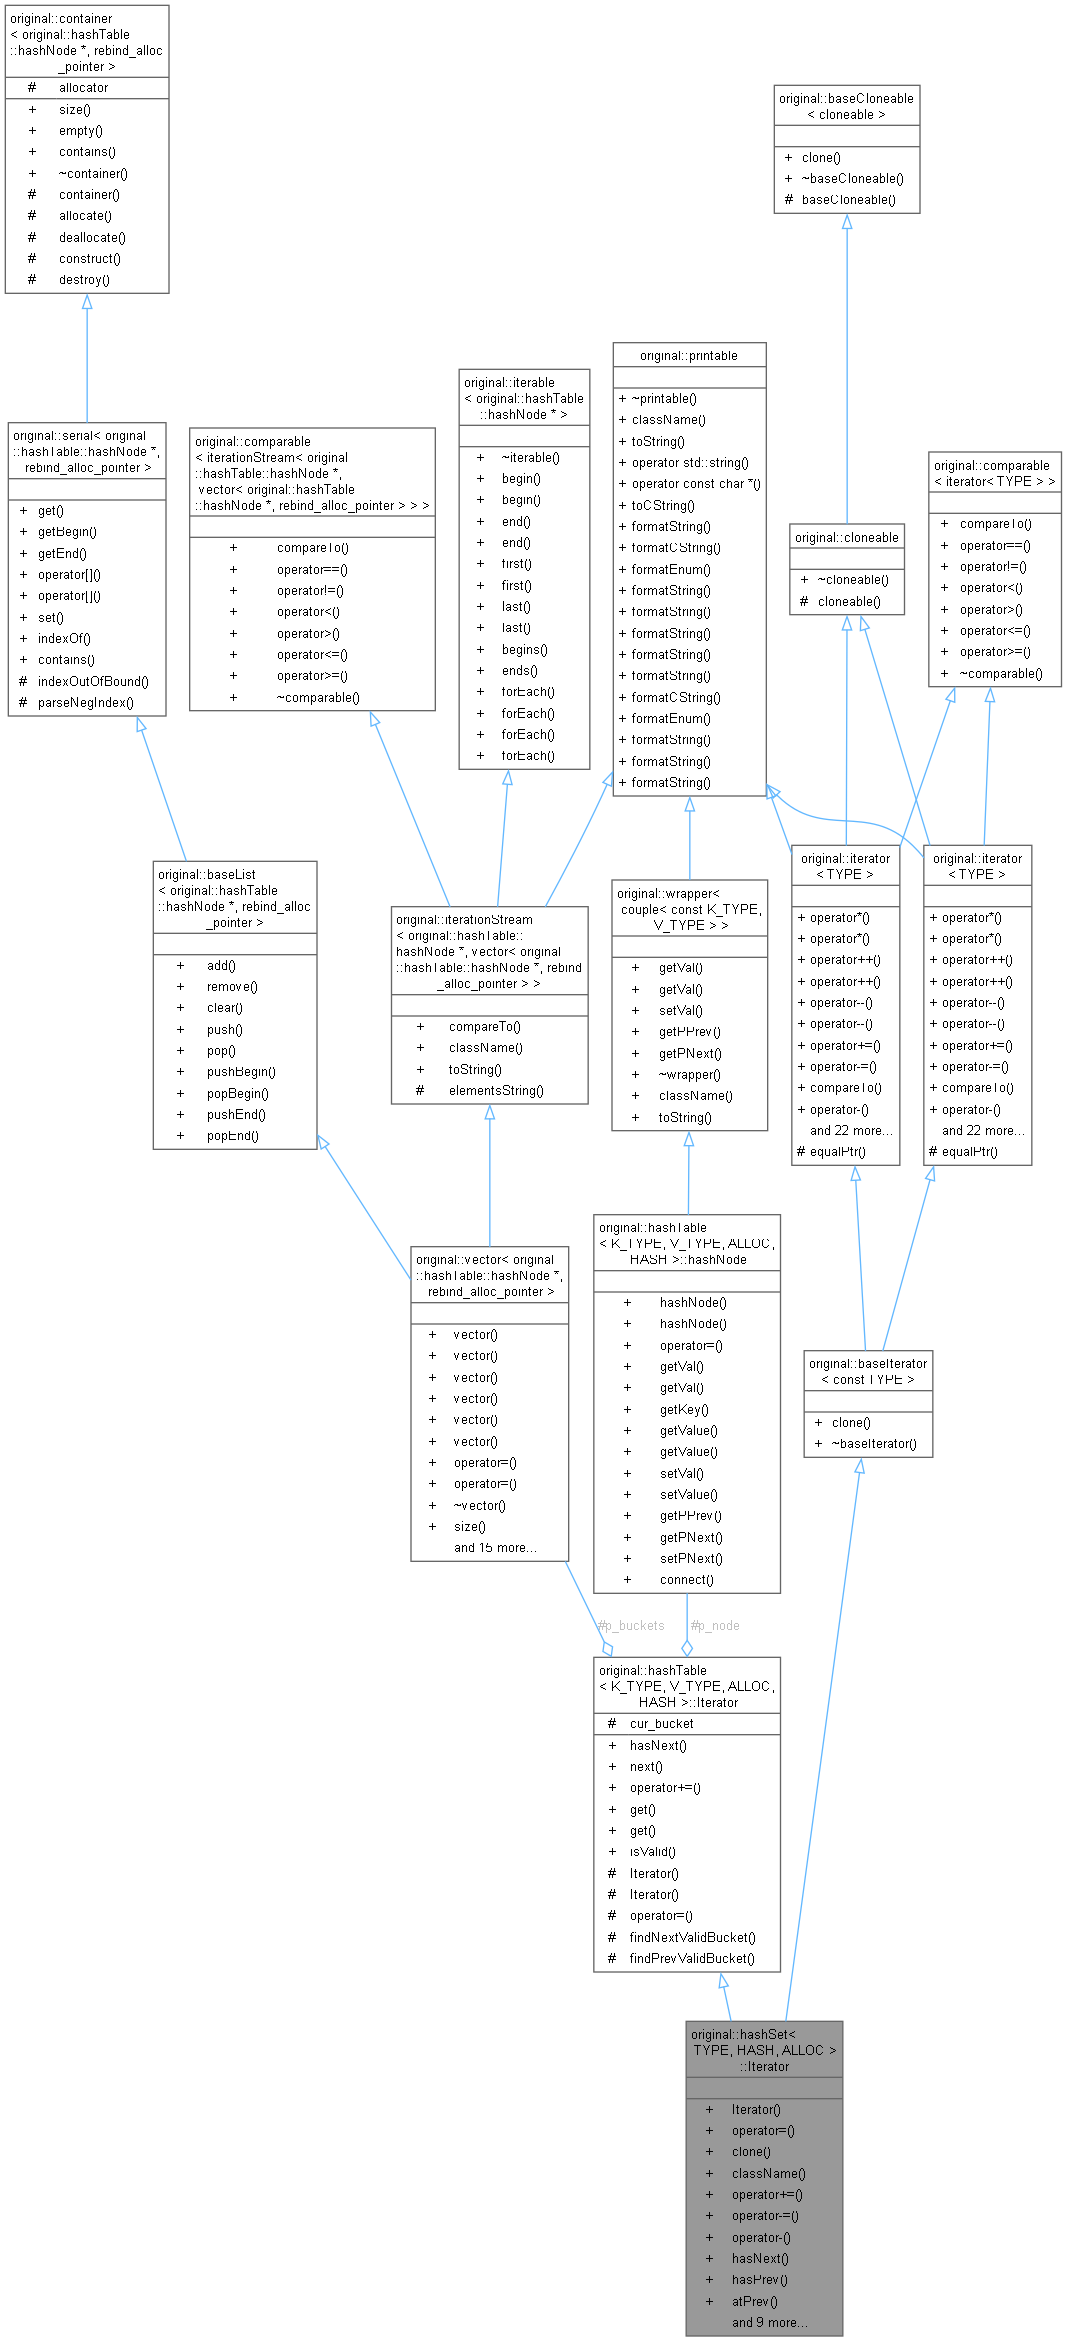 original::container
< original::hashTable
::hashNode *, rebind_alloc
_pointer >
# allocator
+ size()
+ empty()
+ contains()
+ ~container()
# container()
# allocate()
# deallocate()
# construct()
# destroy()
original::baseCloneable
< cloneable >
+ clone()
+ ~baseCloneable()
# baseCloneable()
original::serial< original
::hashTable::hashNode *,
rebind_alloc_pointer >
+ get()
+ getBegin()
+ getEnd()
+ operator[]()
+ operator[]()
+ set()
+ indexOf()
+ contains()
# indexOutOfBound()
# parseNegIndex()
original::comparable
< iterationStream< original
::hashTable::hashNode *,
vector< original::hashTable
::hashNode *, rebind_alloc_pointer > > >
+ compareTo()
+ operator==()
+ operator!=()
+ operator<()
+ operator>()
+ operator<=()
+ operator>=()
+ ~comparable()
original::iterable
< original::hashTable
::hashNode * >
+ ~iterable()
+ begin()
+ begin()
+ end()
+ end()
+ first()
+ first()
+ last()
+ last()
+ begins()
+ ends()
+ forEach()
+ forEach()
+ forEach()
+ forEach()
original::printable
+ ~printable()
+ className()
+ toString()
+ operator std::string()
+ operator const char *()
+ toCString()
+ formatString()
+ formatCString()
+ formatEnum()
+ formatString()
+ formatString()
+ formatString()
+ formatString()
+ formatString()
+ formatCString()
+ formatEnum()
+ formatString()
+ formatString()
+ formatString()
original::cloneable
+ ~cloneable()
# cloneable()
original::comparable
< iterator< TYPE > >
+ compareTo()
+ operator==()
+ operator!=()
+ operator<()
+ operator>()
+ operator<=()
+ operator>=()
+ ~comparable()
original::baseList
< original::hashTable
::hashNode *, rebind_alloc
_pointer >
+ add()
+ remove()
+ clear()
+ push()
+ pop()
+ pushBegin()
+ popBegin()
+ pushEnd()
+ popEnd()
original::iterationStream
< original::hashTable::
hashNode *, vector< original
::hashTable::hashNode *, rebind
_alloc_pointer > >
+ compareTo()
+ className()
+ toString()
# elementsString()
original::wrapper<
couple< const K_TYPE,
V_TYPE > >
+ getVal()
+ getVal()
+ setVal()
+ getPPrev()
+ getPNext()
+ ~wrapper()
+ className()
+ toString()
original::iterator
< TYPE >
+ operator*()
+ operator*()
+ operator++()
+ operator++()
+ operator--()
+ operator--()
+ operator+=()
+ operator-=()
+ compareTo()
+ operator-()
and 22 more...
# equalPtr()
original::iterator
< TYPE >
+ operator*()
+ operator*()
+ operator++()
+ operator++()
+ operator--()
+ operator--()
+ operator+=()
+ operator-=()
+ compareTo()
+ operator-()
and 22 more...
# equalPtr()
original::vector< original
::hashTable::hashNode *,
rebind_alloc_pointer >
+ vector()
+ vector()
+ vector()
+ vector()
+ vector()
+ vector()
+ operator=()
+ operator=()
+ ~vector()
+ size()
and 15 more...
original::hashTable
< K_TYPE, V_TYPE, ALLOC,
HASH >::hashNode
+ hashNode()
+ hashNode()
+ operator=()
+ getVal()
+ getVal()
+ getKey()
+ getValue()
+ getValue()
+ setVal()
+ setValue()
+ getPPrev()
+ getPNext()
+ setPNext()
+ connect()
original::baseIterator
< const TYPE >
+ clone()
+ ~baseIterator()
#p_buckets
#p_node
original::hashTable
< K_TYPE, V_TYPE, ALLOC,
HASH >::Iterator
# cur_bucket
+ hasNext()
+ next()
+ operator+=()
+ get()
+ get()
+ isValid()
# Iterator()
# Iterator()
# operator=()
# findNextValidBucket()
# findPrevValidBucket()
original::hashSet<
TYPE, HASH, ALLOC >
::Iterator
+ Iterator()
+ operator=()
+ clone()
+ className()
+ operator+=()
+ operator-=()
+ operator-()
+ hasNext()
+ hasPrev()
+ atPrev()
and 9 more...